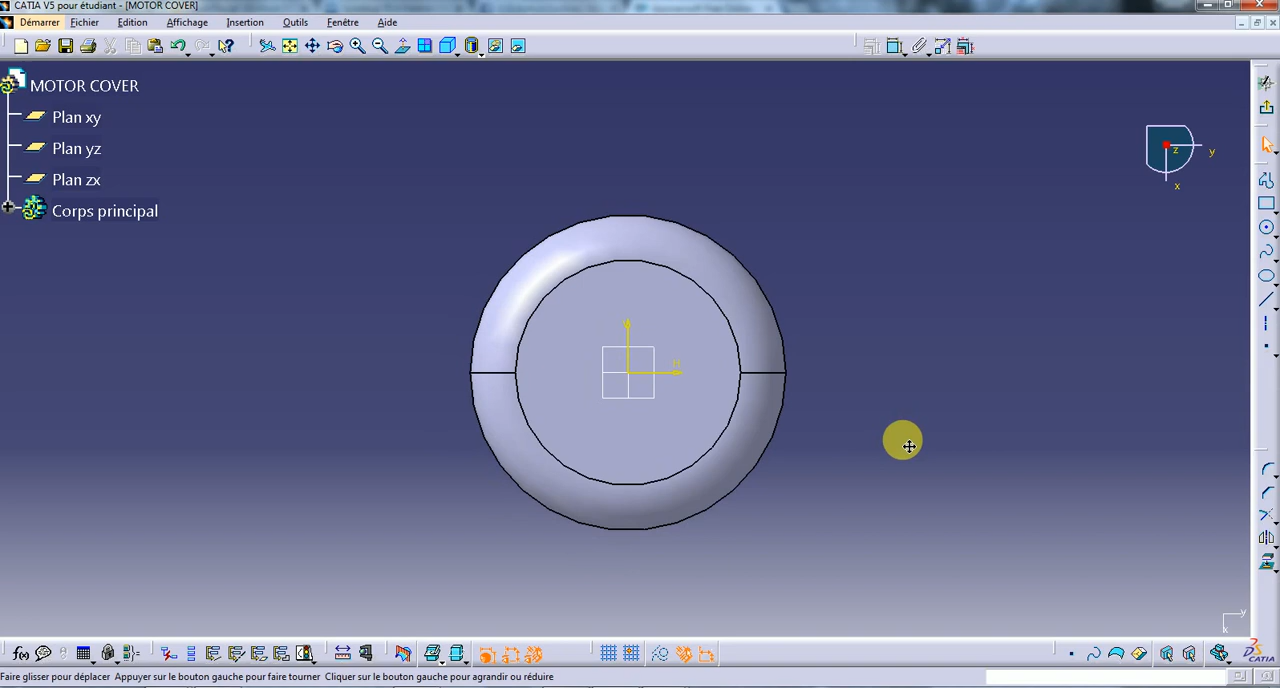 CATIA V5 pour étudiant - [MOTOR COVER]
Démarrer Fichier Edition Affichage Insertion Outils Fenêtre Aide
MOTOR COVER
Plan xy
Plan yz
Plan zx
Corps principal
z
y
x
V
H
y
x
f(x)
CATIA
Faire glisser pour déplacer Appuyer sur le bouton gauche pour faire tourner Cliquer sur le bouton gauche pour agrandir ou réduire